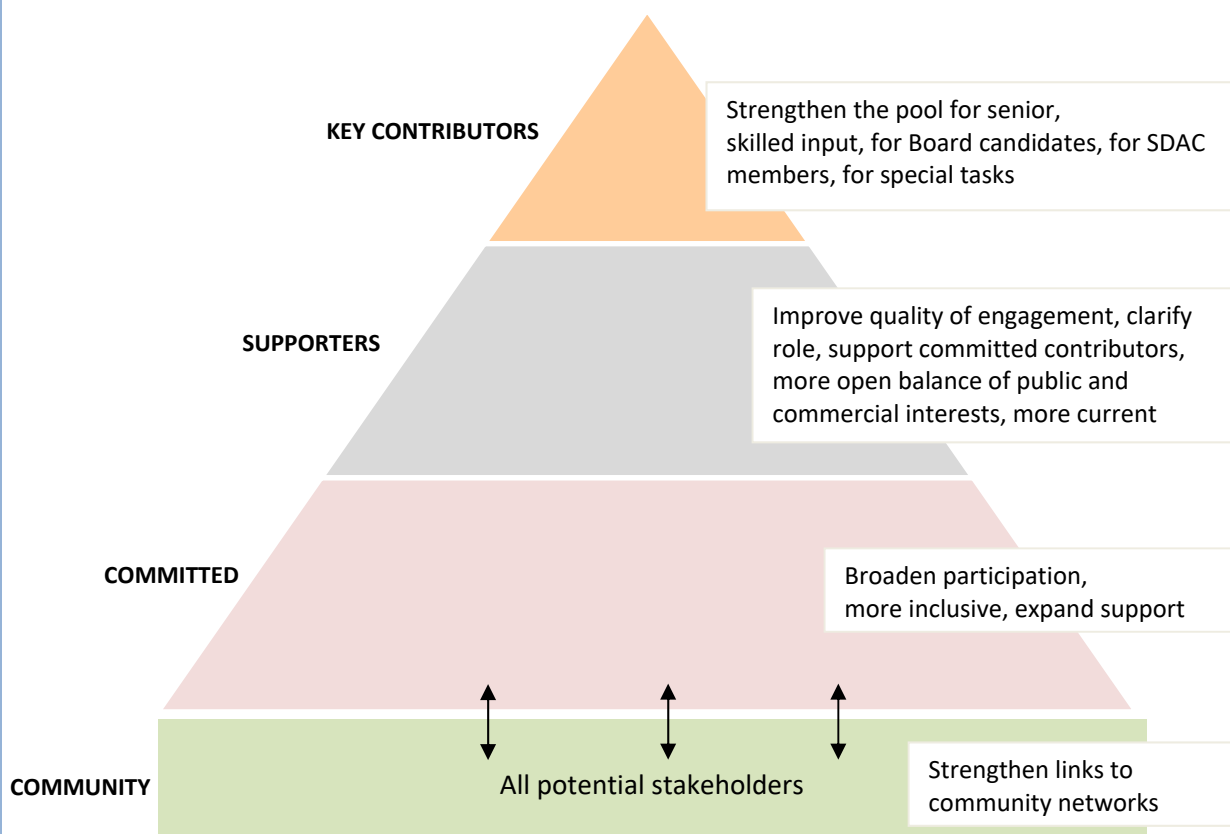 KEY CONTRIBUTORS
Strengthen the pool for senior,
skilled input, for Board candidates, for SDAC
members, for special tasks
SUPPORTERS
Improve quality of engagement, clarify
role, support committed contributors,
more open balance of public and
commercial interests, more current
COMMITTED
Broaden participation,
more inclusive, expand support
COMMUNITY
All potential stakeholders
Strengthen links to
community networks